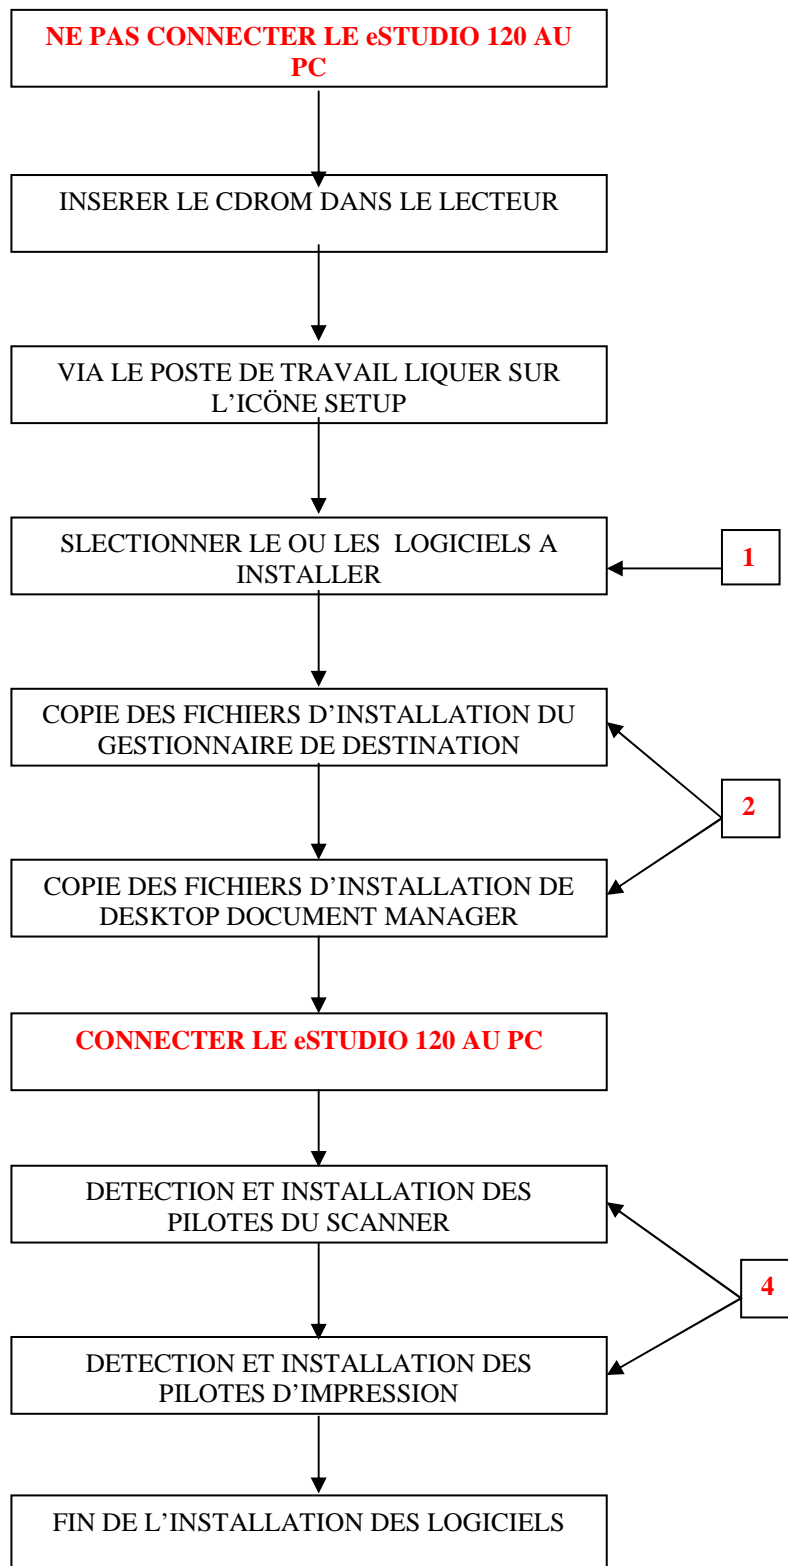 NE PAS CONNECTER LE eSTUDIO 120 AU
PC
INSERER LE CDROM DANS LE LECTEUR
VIA LE POSTE DE TRAVAIL LIQUER SUR
L’ICÖNE SETUP
SLECTIONNER LE OU LES LOGICIELS A
INSTALLER
1
COPIE DES FICHIERS D’INSTALLATION DU
GESTIONNAIRE DE DESTINATION
2
COPIE DES FICHIERS D’INSTALLATION DE
DESKTOP DOCUMENT MANAGER
CONNECTER LE eSTUDIO 120 AU PC
DETECTION ET INSTALLATION DES
PILOTES DU SCANNER
4
DETECTION ET INSTALLATION DES
PILOTES D’IMPRESSION
FIN DE L’INSTALLATION DES LOGICIELS